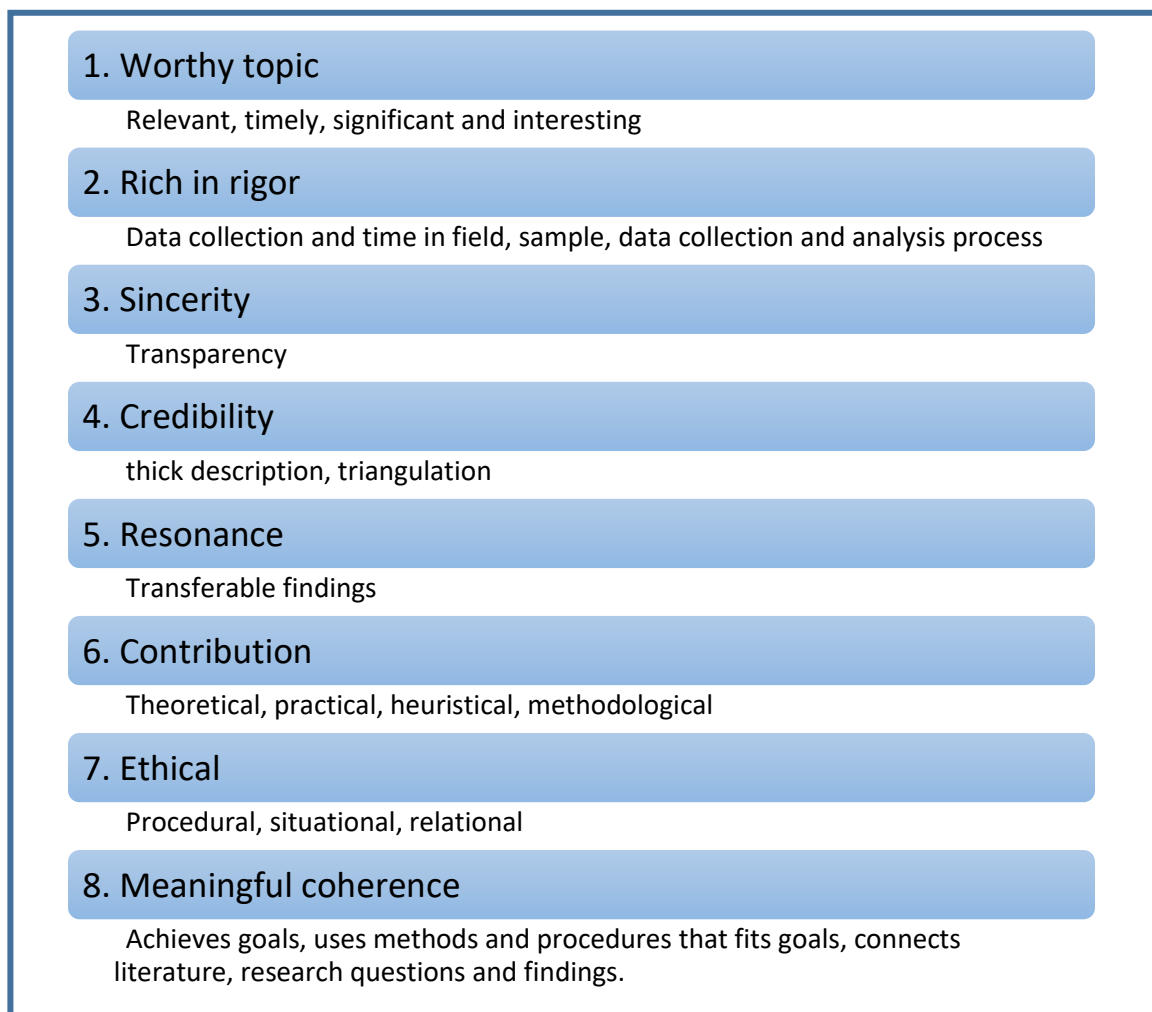 1. Worthy topic
Relevant, timely, significant and interesting
2. Rich in rigor
Data collection and time in field, sample, data collection and analysis process
3. Sincerity
Transparency
4. Credibility
thick description, triangulation
5. Resonance
Transferable findings
6. Contribution
Theoretical, practical, heuristical, methodological
7. Ethical
Procedural, situational, relational
8. Meaningful coherence
Achieves goals, uses methods and procedures that fits goals, connects
literature, research questions and findings.